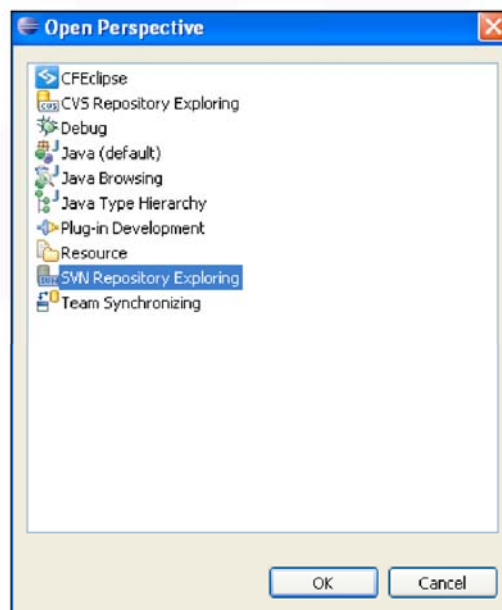 Open Perspective
CFEclipse
CVS Repository Exploring
Debug
Java (default)
Java Browsing
Java Type Hierarchy
Plug-in Development
Resource
SVN Repository Exploring
Team Synchronizing
OK
Cancel